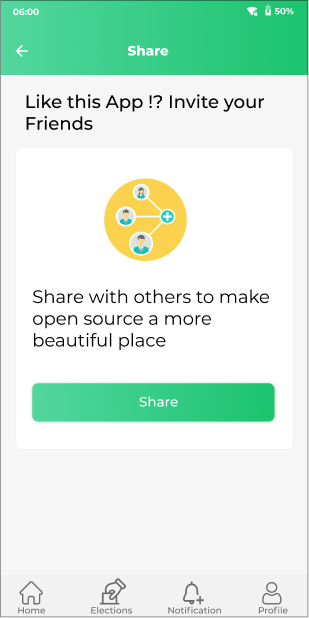 06:00 50%
Share
Like this App !? Invite your
Friends
Share with others to make
open source a more
beautiful place
Share
Home Elections Notification Profile